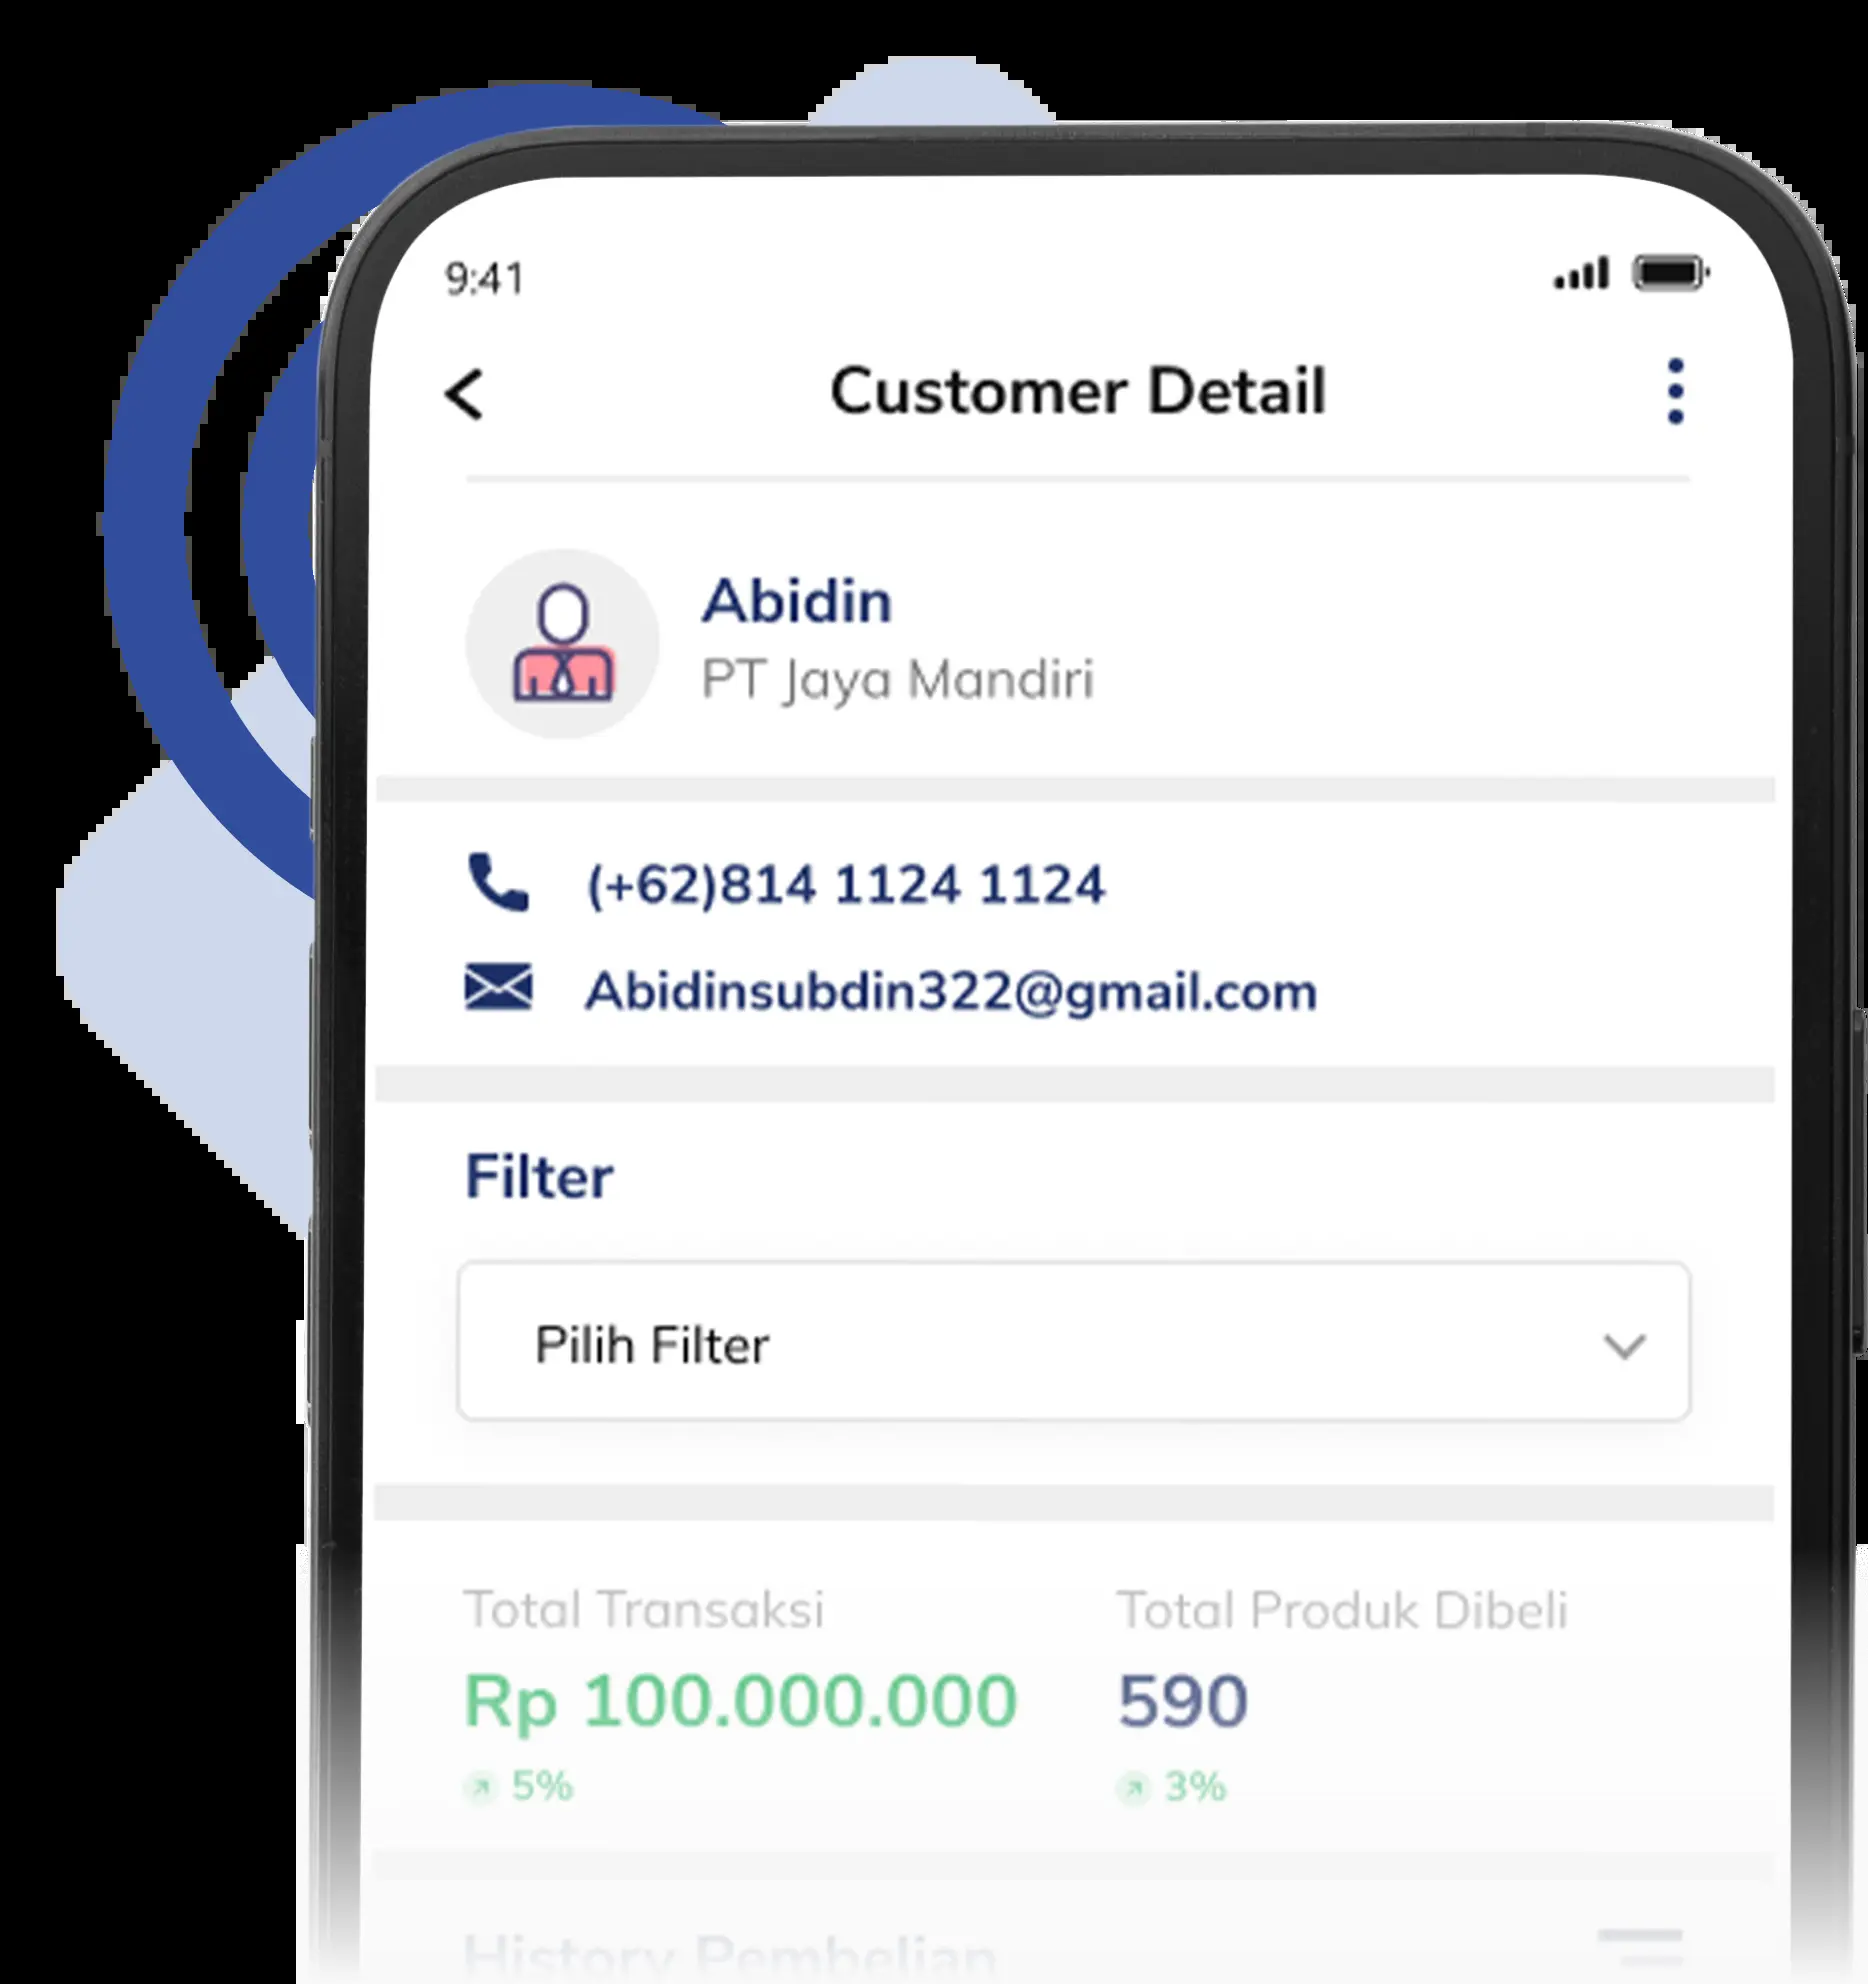 9:41
Customer Detail
Abidin
PT Jaya Mandiri
(+62)814 1124 1124
Abidinsubdin322@gmail.com
Filter
Pilih Filter
Total Transaksi
Total Produk Dibeli
Rp 100.000.000
590
5%
3%
History Pembelian